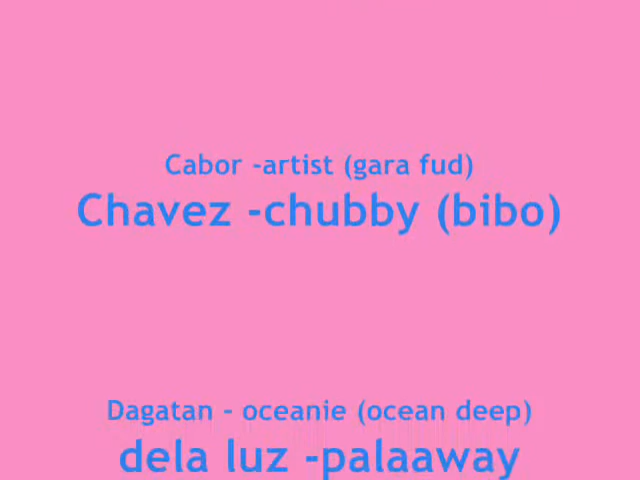 Cabor -artist (gara fud)
Chavez -chubby (bibo)
Dagatan - oceanie (ocean deep)
dela luz -palaaway